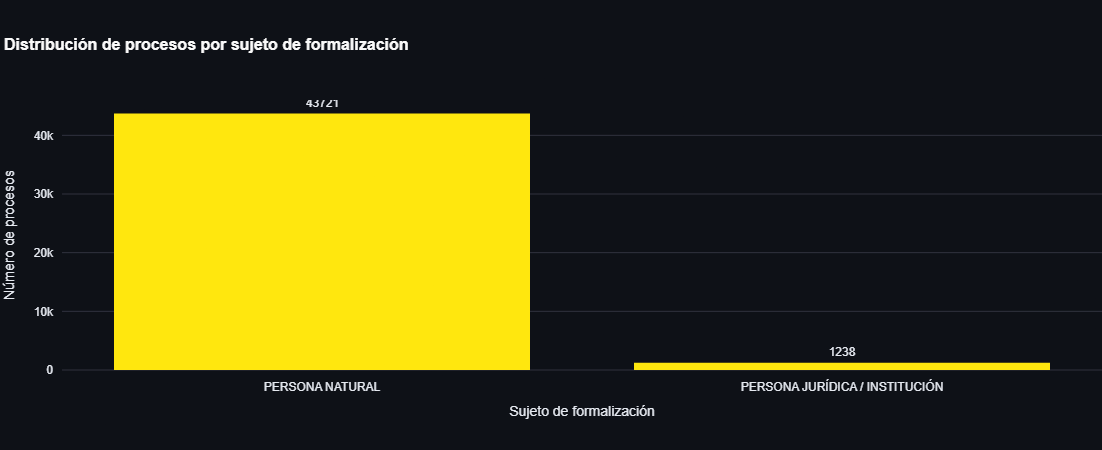 Distribución de procesos por sujeto de formalización
43721
40k
30k
20k
10k
0
Número de procesos
1238
PERSONA NATURAL
PERSONA JURÍDICA / INSTITUCIÓN
Sujeto de formalización